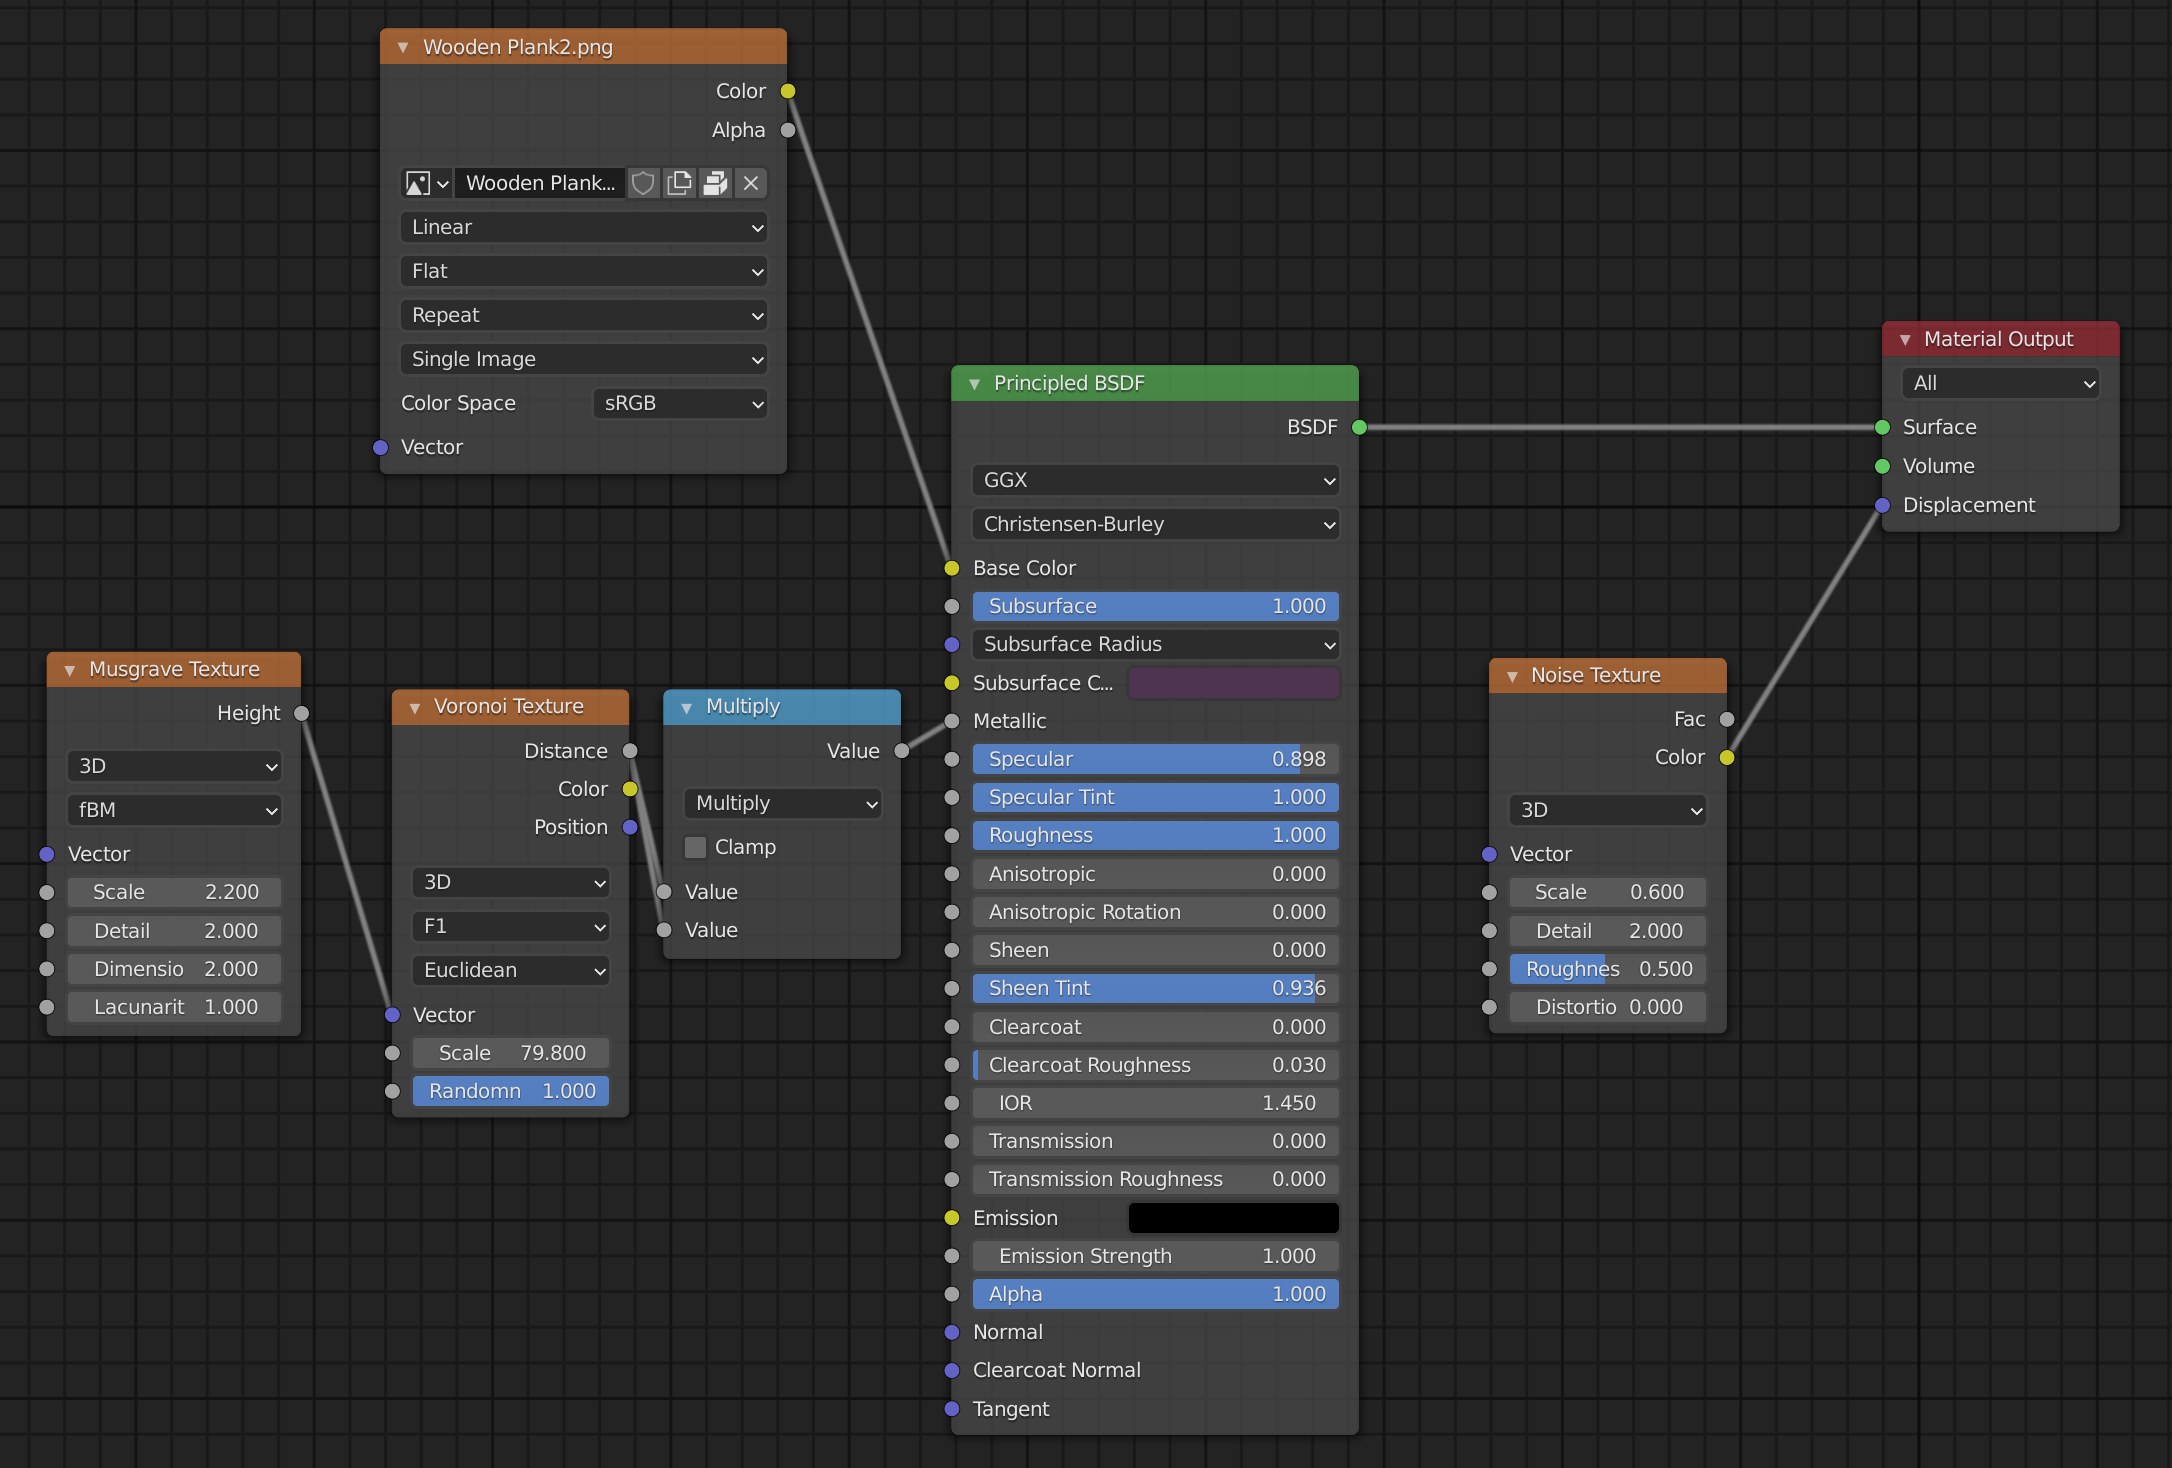 Wooden Plank2.png
Color
Alpha
Wooden Plank...
Linear
Flat
Repeat
Single Image
Color Space sRGB
Vector
Musgrave Texture
Height
3D
fBM
Vector
Scale 2.200
Detail 2.000
Dimensio 2.000
Lacunarit 1.000
Voronoi Texture
Distance
Color
Position
3D
F1
Euclidean
Vector
Scale 79.800
Randomn 1.000
Multiply
Value
Multiply
Clamp
Value
Value
Principled BSDF
BSDF
GGX
Christensen-Burley
Base Color
Subsurface 1.000
Subsurface Radius
Subsurface C...
Metallic
Specular 0.898
Specular Tint 1.000
Roughness 1.000
Anisotropic 0.000
Anisotropic Rotation 0.000
Sheen 0.000
Sheen Tint 0.936
Clearcoat 0.000
Clearcoat Roughness 0.030
IOR 1.450
Transmission 0.000
Transmission Roughness 0.000
Emission
Emission Strength 1.000
Alpha 1.000
Normal
Clearcoat Normal
Tangent
Noise Texture
Fac
Color
3D
Vector
Scale 0.600
Detail 2.000
Roughnes 0.500
Distortio 0.000
Material Output
All
Surface
Volume
Displacement